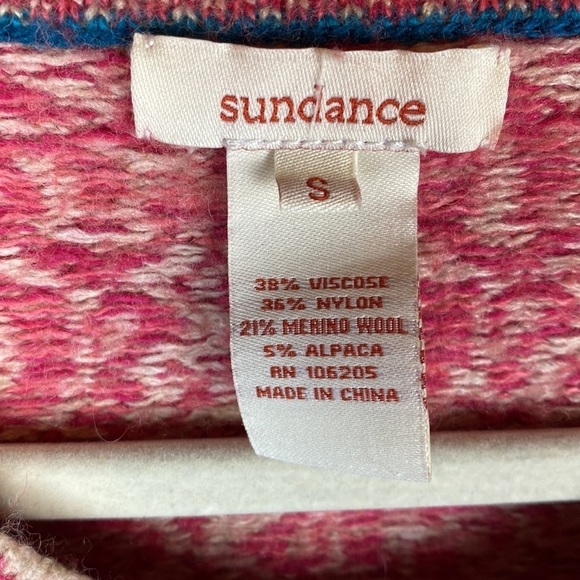 sundance
S
38% VISCOSE
36% NYLON
21% MERINO WOOL
5% ALPACA
RN 106205
MADE IN CHINA